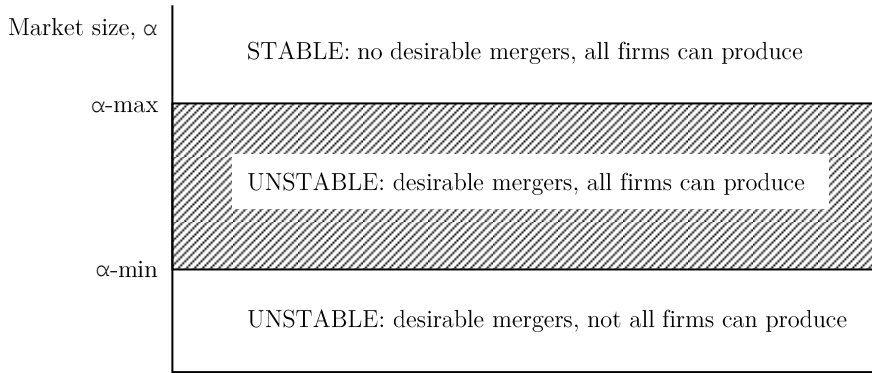 Market size, α
STABLE: no desirable mergers, all firms can produce
α-max
UNSTABLE: desirable mergers, all firms can produce
α-min
UNSTABLE: desirable mergers, not all firms can produce